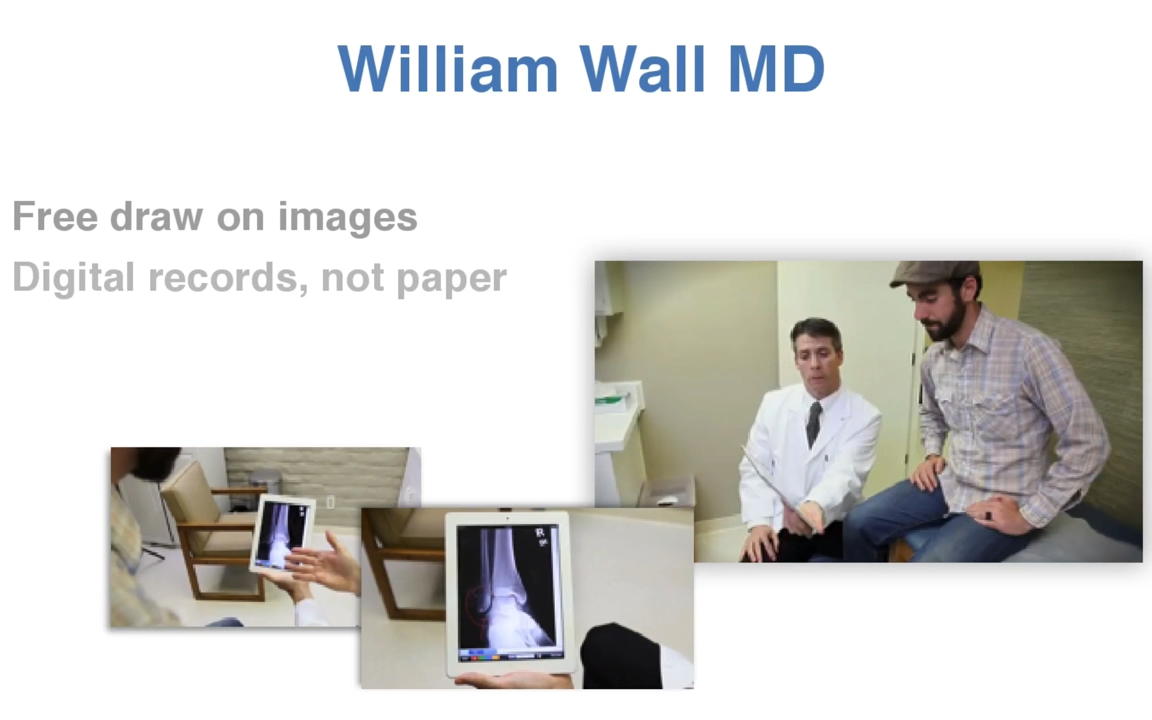 William Wall MD
Free draw on images
Digital records, not paper
R